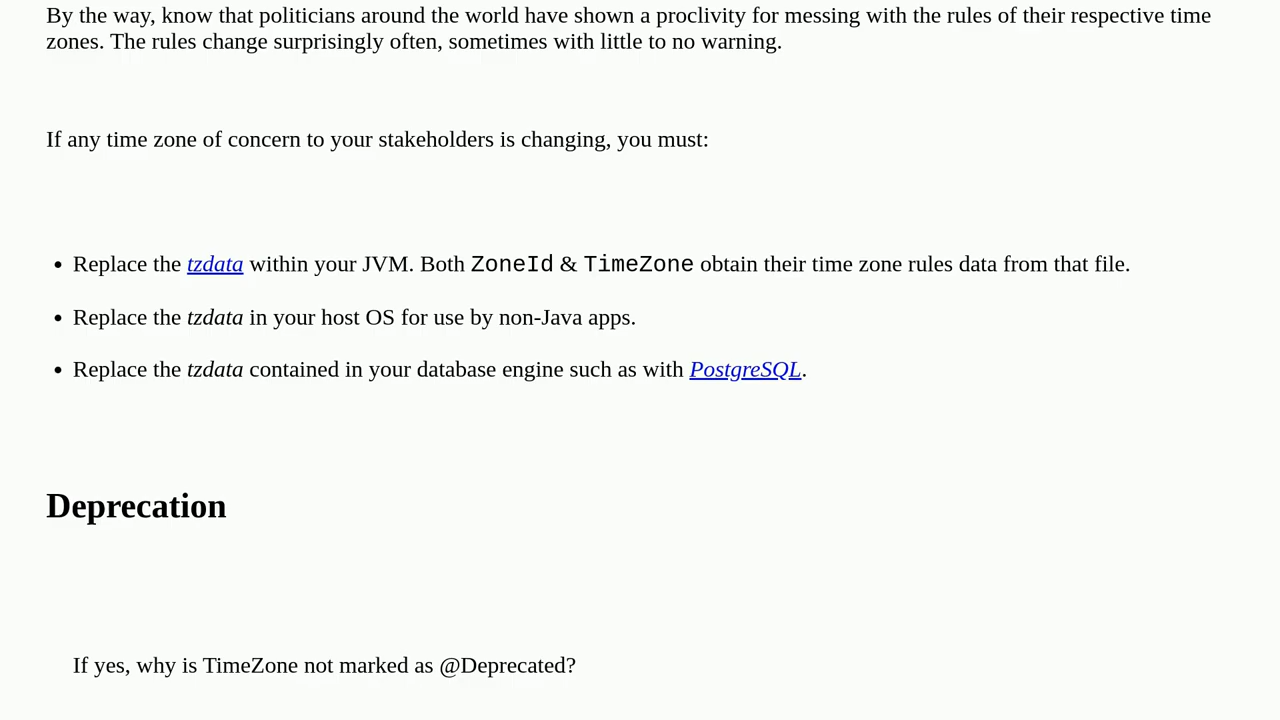 By the way, know that politicians around the world have shown a proclivity for messing with the rules of their respective time
zones. The rules change surprisingly often, sometimes with little to no warning.
If any time zone of concern to your stakeholders is changing, you must:
• Replace the tzdata within your JVM. Both ZoneId & TimeZone obtain their time zone rules data from that file.
• Replace the tzdata in your host OS for use by non-Java apps.
• Replace the tzdata contained in your database engine such as with PostgreSQL.
Deprecation
If yes, why is TimeZone not marked as @Deprecated?